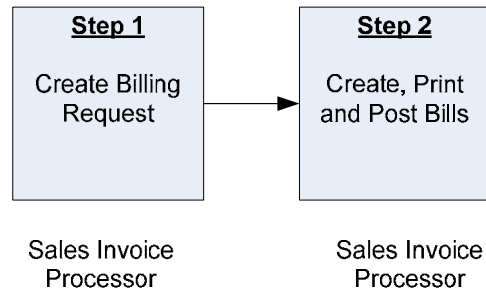 Step 1
Create Billing
Request
Step 2
Create, Print
and Post Bills
Sales Invoice
Processor
Sales Invoice
Processor